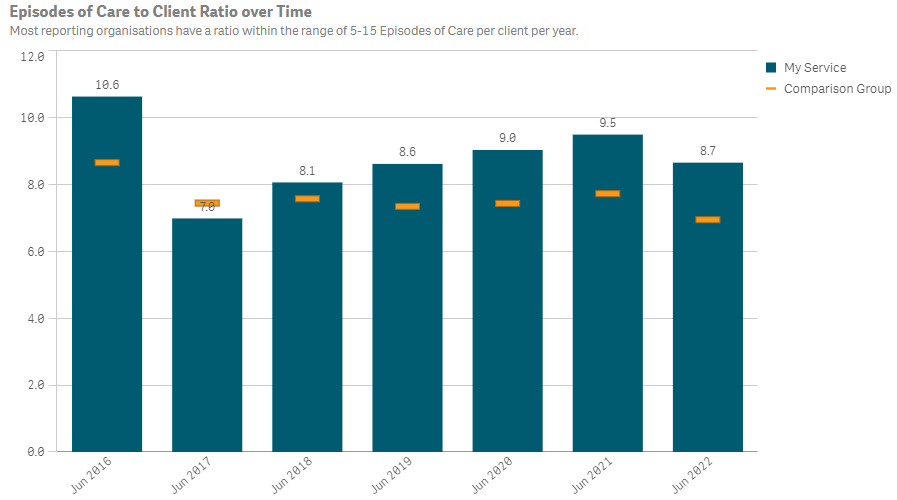 Episodes of Care to Client Ratio over Time
Most reporting organisations have a ratio within the range of 5-15 Episodes of Care per client per year.
12.0
10.0
8.0
6.0
4.0
2.0
0.0
10.6
7.0
8.1
8.6
9.0
9.5
8.7
Jun 2016
Jun 2017
Jun 2018
Jun 2019
Jun 2020
Jun 2021
Jun 2022
My Service
Comparison Group